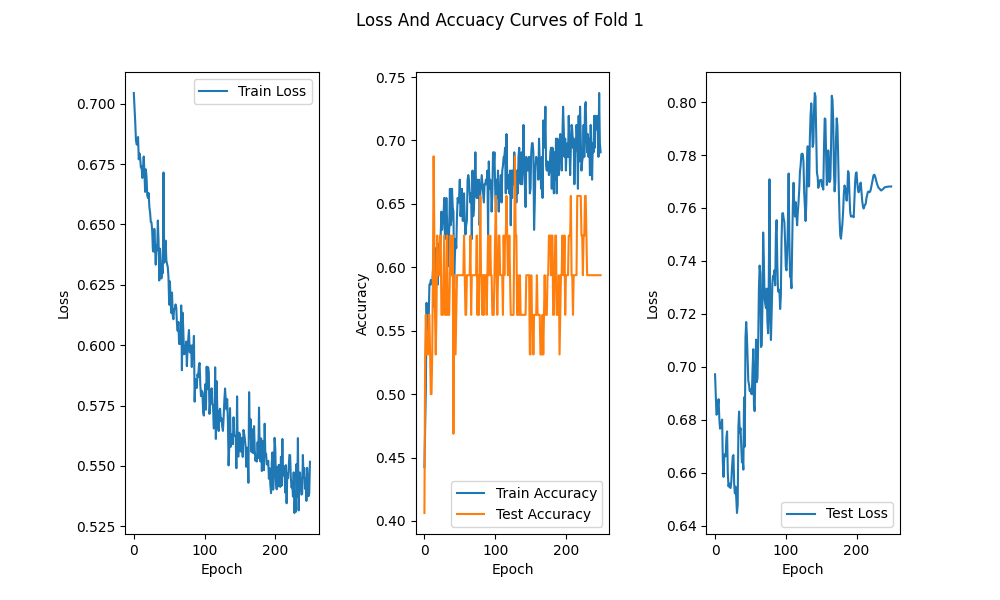 Loss And Accuacy Curves of Fold 1
Train Loss
0.700
0.675
0.650
0.625
0.600
0.575
0.550
0.525
Loss
0 100 200
Epoch
0.75
0.70
0.65
0.60
0.55
0.50
0.45
0.40
Accuracy
Train Accuracy
Test Accuracy
0 100 200
Epoch
0.80
0.78
0.76
0.74
0.72
0.70
0.68
0.66
0.64
Loss
Test Loss
0 100 200
Epoch